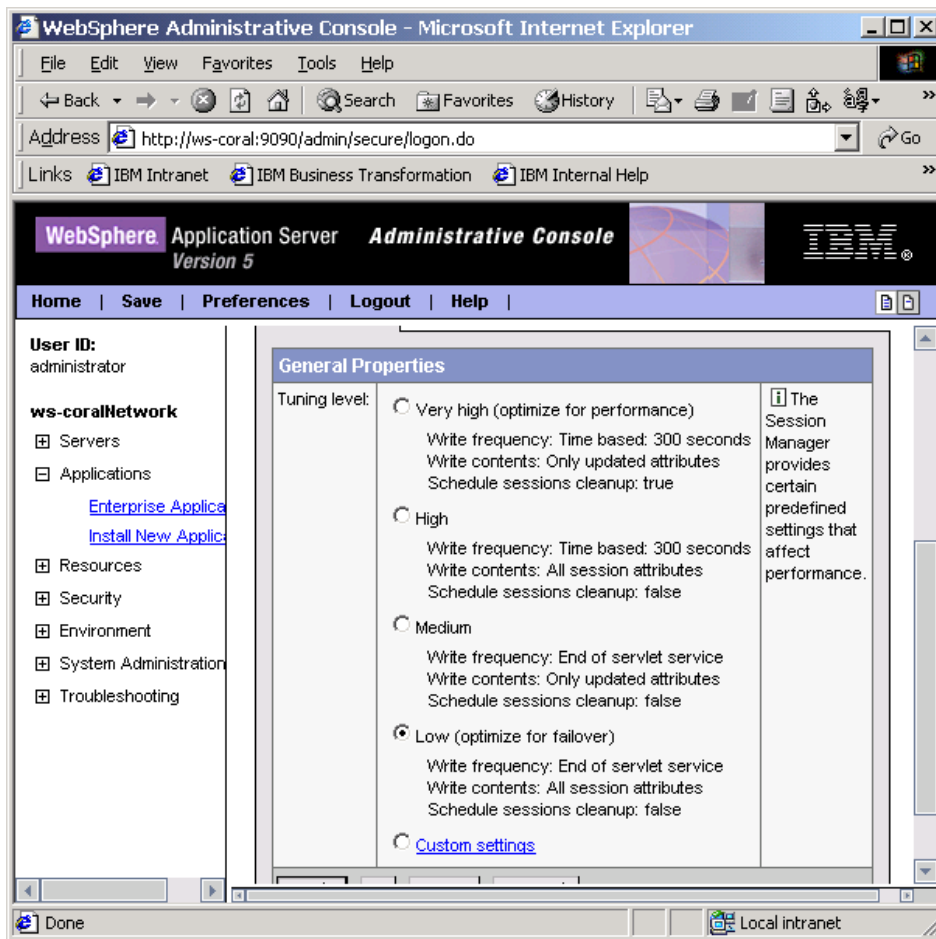 WebSphere Administrative Console - Microsoft Internet Explorer
File Edit View Favorites Tools Help
Back Search Favorites History »
Address http://ws-coral:9090/admin/secure/logon.do Go
Links IBM Intranet IBM Business Transformation IBM Internal Help »
WebSphere. Application Server Administrative Console IBM®
Version 5
Home | Save | Preferences | Logout | Help |
User ID:
administrator
ws-coralNetwork
Servers
Applications
Enterprise Applica
Install New Applic
Resources
Security
Environment
System Administration
Troubleshooting
General Properties
Tuning level:
Very high (optimize for performance)
Write frequency: Time based: 300 seconds
Write contents: Only updated attributes
Schedule sessions cleanup: true
High
Write frequency: Time based: 300 seconds
Write contents: All session attributes
Schedule sessions cleanup: false
Medium
Write frequency: End of servlet service
Write contents: Only updated attributes
Schedule sessions cleanup: false
Low (optimize for failover)
Write frequency: End of servlet service
Write contents: All session attributes
Schedule sessions cleanup: false
Custom settings
i The
Session
Manager
provides
certain
predefined
settings that
affect
performance.
Done Local intranet